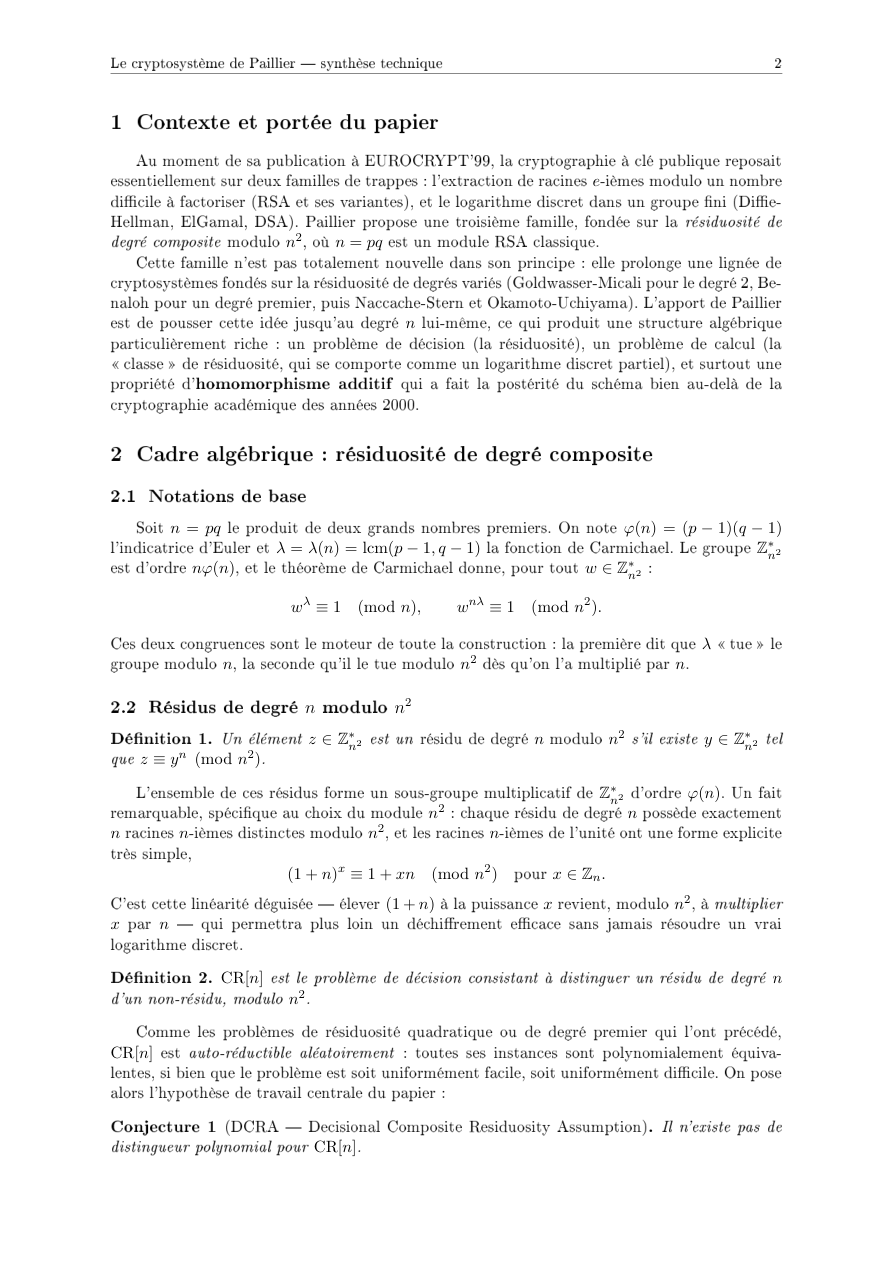 Le cryptosystème de Paillier — synthèse technique 2
1 Contexte et portée du papier
Au moment de sa publication à EUROCRYPT'99, la cryptographie à clé publique reposait
essentiellement sur deux familles de trappes : l'extraction de racines e-ièmes modulo un nombre
difficile à factoriser (RSA et ses variantes), et le logarithme discret dans un groupe fini (Diffie-
Hellman, ElGamal, DSA). Paillier propose une troisième famille, fondée sur la résiduosité de
degré composite modulo n², où n = pq est un module RSA classique.
Cette famille n'est pas totalement nouvelle dans son principe : elle prolonge une lignée de
cryptosystèmes fondés sur la résiduosité de degrés variés (Goldwasser-Micali pour le degré 2, Be-
naloh pour un degré premier, puis Naccache-Stern et Okamoto-Uchiyama). L'apport de Paillier
est de pousser cette idée jusqu'au degré n lui-même, ce qui produit une structure algébrique
particulièrement riche : un problème de décision (la résiduosité), un problème de calcul (la
« classe » de résiduosité, qui se comporte comme un logarithme discret partiel), et surtout une
propriété d'homomorphisme additif qui a fait la postérité du schéma bien au-delà de la
cryptographie académique des années 2000.
2 Cadre algébrique : résiduosité de degré composite
2.1 Notations de base
Soit n = pq le produit de deux grands nombres premiers. On note φ(n) = (p − 1)(q − 1)
l'indicatrice d'Euler et λ = λ(n) = lcm(p − 1, q − 1) la fonction de Carmichael. Le groupe ℤ*_{n²}
est d'ordre nφ(n), et le théorème de Carmichael donne, pour tout w ∈ ℤ*_{n²} :
w^λ ≡ 1 (mod n), w^{nλ} ≡ 1 (mod n²).
Ces deux congruences sont le moteur de toute la construction : la première dit que λ « tue » le
groupe modulo n, la seconde qu'il le tue modulo n² dès qu'on l'a multiplié par n.
2.2 Résidus de degré n modulo n²
Définition 1. Un élément z ∈ ℤ*_{n²} est un résidu de degré n modulo n² s'il existe y ∈ ℤ*_{n²} tel
que z ≡ yⁿ (mod n²).
L'ensemble de ces résidus forme un sous-groupe multiplicatif de ℤ*_{n²} d'ordre φ(n). Un fait
remarquable, spécifique au choix du module n² : chaque résidu de degré n possède exactement
n racines n-ièmes distinctes modulo n², et les racines n-ièmes de l'unité ont une forme explicite
très simple,
(1 + n)^x ≡ 1 + xn (mod n²) pour x ∈ ℤ_n.
C'est cette linéarité déguisée — élever (1 + n) à la puissance x revient, modulo n², à multiplier
x par n — qui permettra plus loin un déchiffrement efficace sans jamais résoudre un vrai
logarithme discret.
Définition 2. CR[n] est le problème de décision consistant à distinguer un résidu de degré n
d'un non-résidu, modulo n².
Comme les problèmes de résiduosité quadratique ou de degré premier qui l'ont précédé,
CR[n] est auto-réductible aléatoirement : toutes ses instances sont polynomialement équiva-
lentes, si bien que le problème est soit uniformément facile, soit uniformément difficile. On pose
alors l'hypothèse de travail centrale du papier :
Conjecture 1 (DCRA — Decisional Composite Residuosity Assumption). Il n'existe pas de
distingueur polynomial pour CR[n].